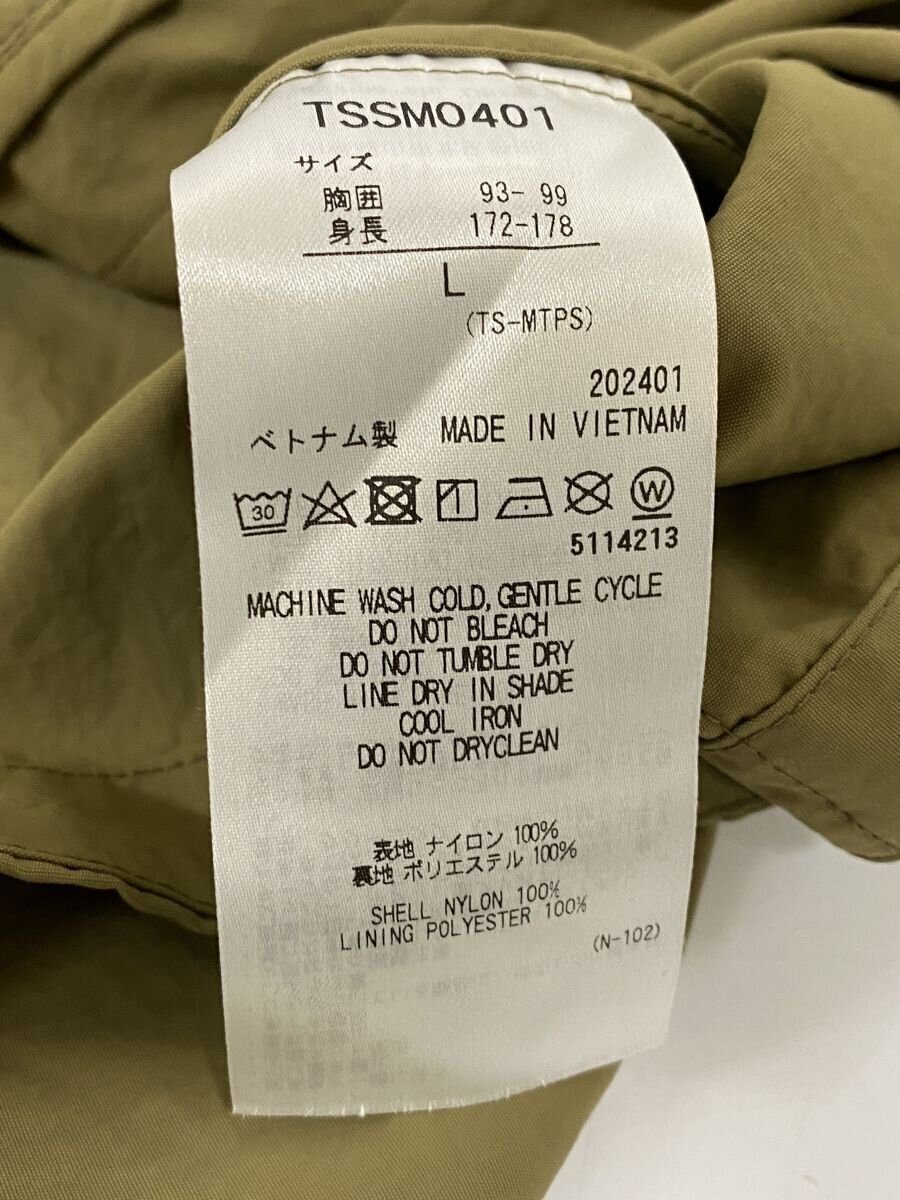 TSSM0401
サイズ
胸囲 93- 99
身長 172-178
L
(TS-MTPS)
202401
ベトナム製 MADE IN VIETNAM
30 W
5114213
MACHINE WASH COLD,GENTLE CYCLE
DO NOT BLEACH
DO NOT TUMBLE DRY
LINE DRY IN SHADE
COOL IRON
DO NOT DRYCLEAN
表地 ナイロン 100%
裏地 ポリエステル 100%
SHELL NYLON 100%
LINING POLYESTER 100%
(N-102)